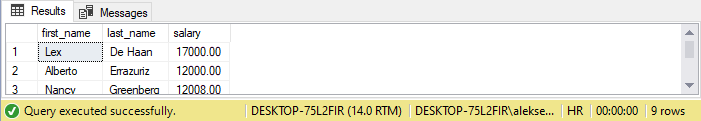 Results Messages
first_name last_name salary
1 Lex De Haan 17000.00
2 Alberto Errazuriz 12000.00
3 Nancy Greenberg 12008.00
Query executed successfully. DESKTOP-75L2FIR (14.0 RTM) DESKTOP-75L2FIR\alekse... HR 00:00:00 9 rows